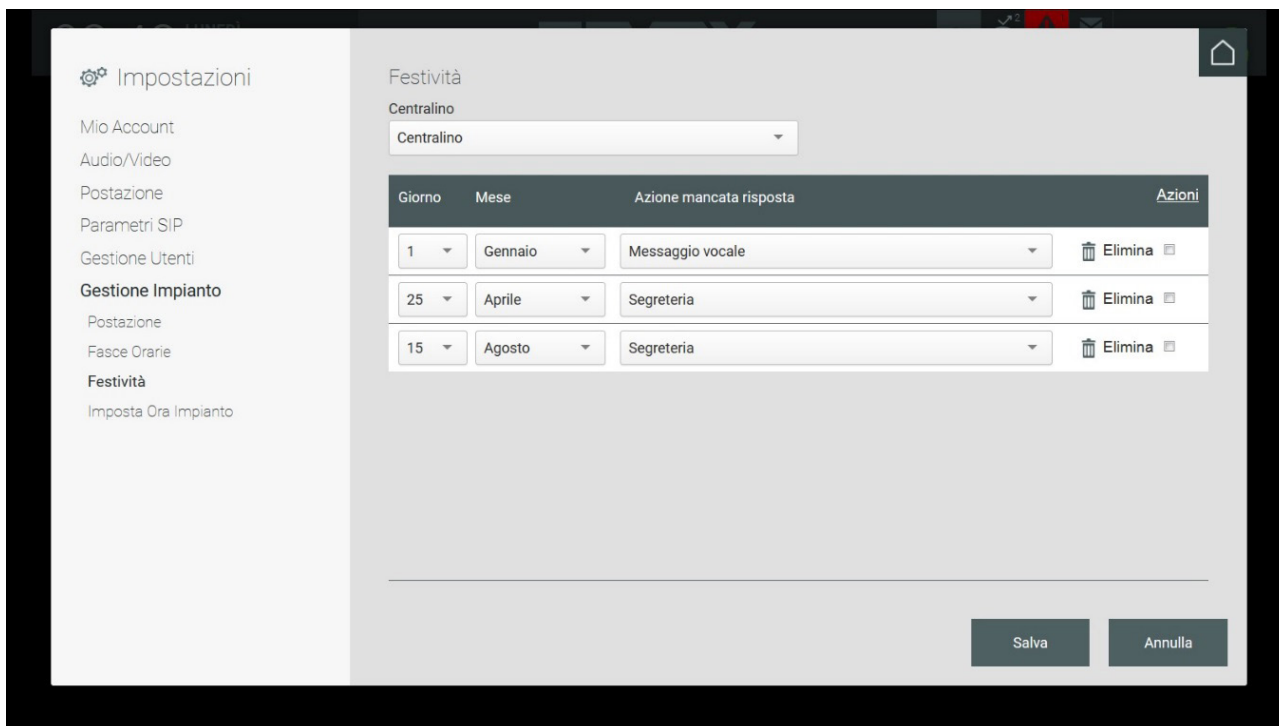 Impostazioni
Mio Account
Audio/Video
Postazione
Parametri SIP
Gestione Utenti
Gestione Impianto
Postazione
Fasce Orarie
Festività
Imposta Ora Impianto
Festività
Centralino
Centralino
Giorno Mese Azione mancata risposta Azioni
1 Gennaio Messaggio vocale Elimina
25 Aprile Segreteria Elimina
15 Agosto Segreteria Elimina
Salva Annulla